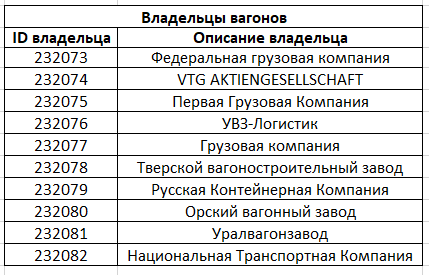 Владельцы вагонов
ID владельца Описание владельца
232073 Федеральная грузовая компания
232074 VTG AKTIENGESELLSCHAFT
232075 Первая Грузовая Компания
232076 УВЗ-Логистик
232077 Грузовая компания
232078 Тверской вагоностроительный завод
232079 Русская Контейнерная Компания
232080 Орский вагонный завод
232081 Уралвагонзавод
232082 Национальная Транспортная Компания